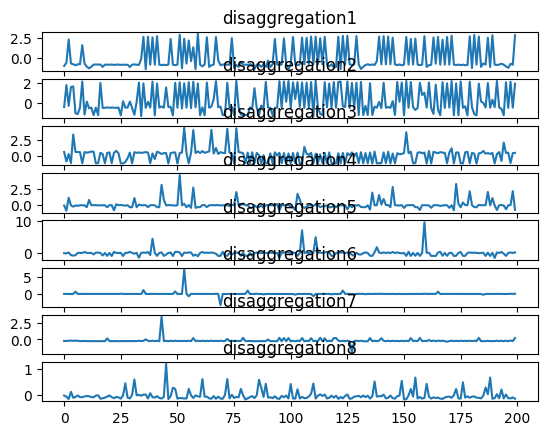 disaggregation1
2.5
0.0
disaggregation2
2
0
disaggregation3
2.5
0.0
disaggregation4
2.5
0.0
disaggregation5
10
0
disaggregation6
5
0
disaggregation7
2.5
0.0
disaggregation8
1
0
0 25 50 75 100 125 150 175 200